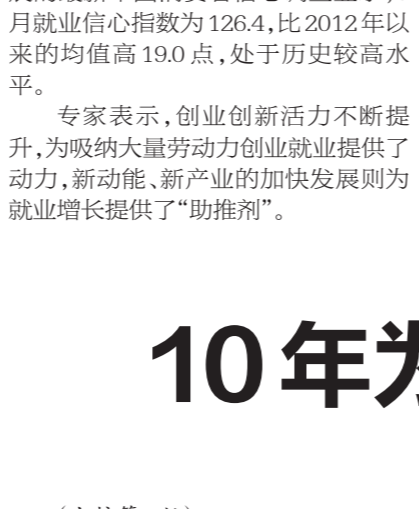 月就业信心指数为126.4，比2012年以
来的均值高19.0点，处于历史较高水
平。
专家表示，创业创新活力不断提
升，为吸纳大量劳动力创业就业提供了
动力，新动能、新产业的加快发展则为
就业增长提供了“助推剂”。
10年为